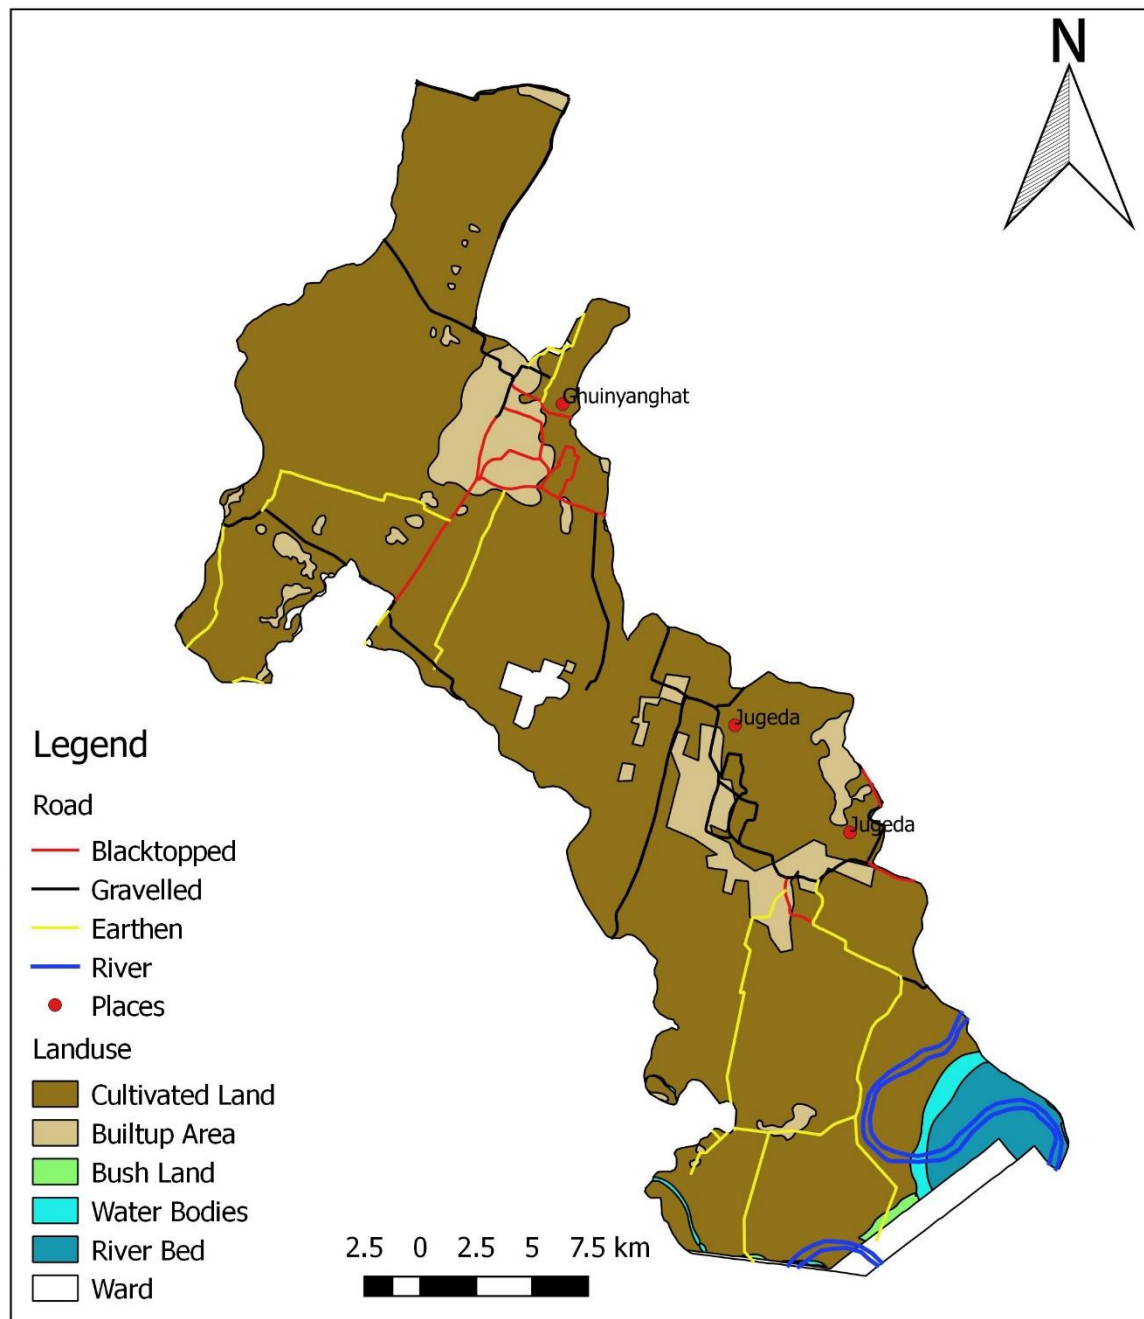 N
Ghuinyanghat
Jugeda
Jugeda
Legend
Road
Blacktopped
Gravelled
Earthen
River
Places
Landuse
Cultivated Land
Builtup Area
Bush Land
Water Bodies
River Bed
Ward
2.5 0 2.5 5 7.5 km